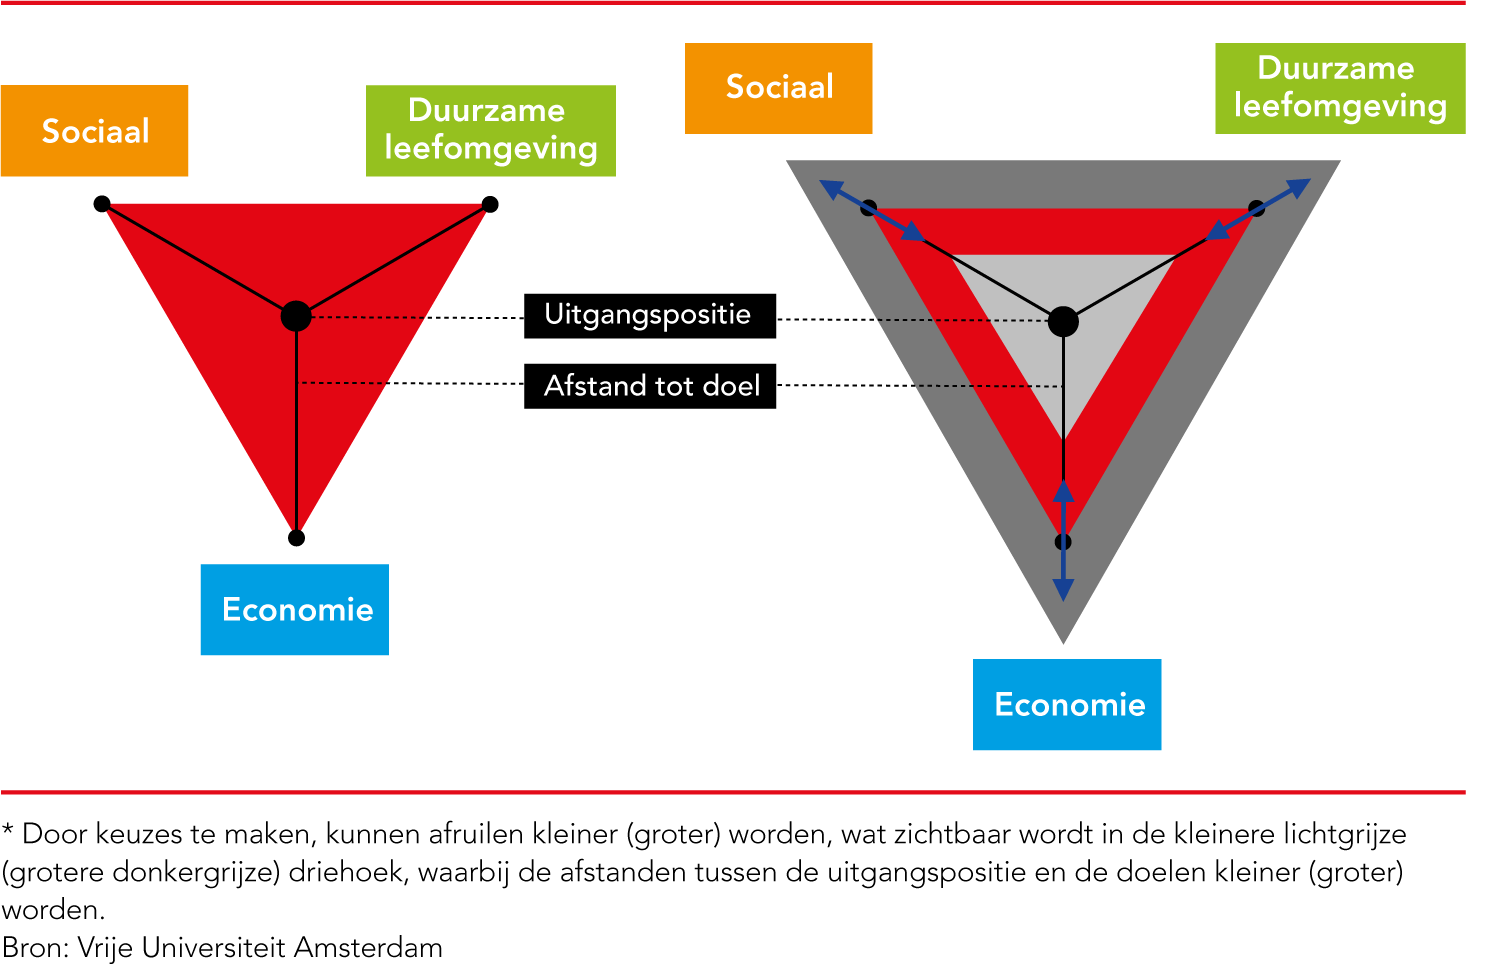 Sociaal
Duurzame
leefomgeving
Economie
Uitgangspositie
Afstand tot doel
Sociaal
Duurzame
leefomgeving
Economie
* Door keuzes te maken, kunnen afruilen kleiner (groter) worden, wat zichtbaar wordt in de kleinere lichtgrijze
(grotere donkergrijze) driehoek, waarbij de afstanden tussen de uitgangspositie en de doelen kleiner (groter)
worden.
Bron: Vrije Universiteit Amsterdam